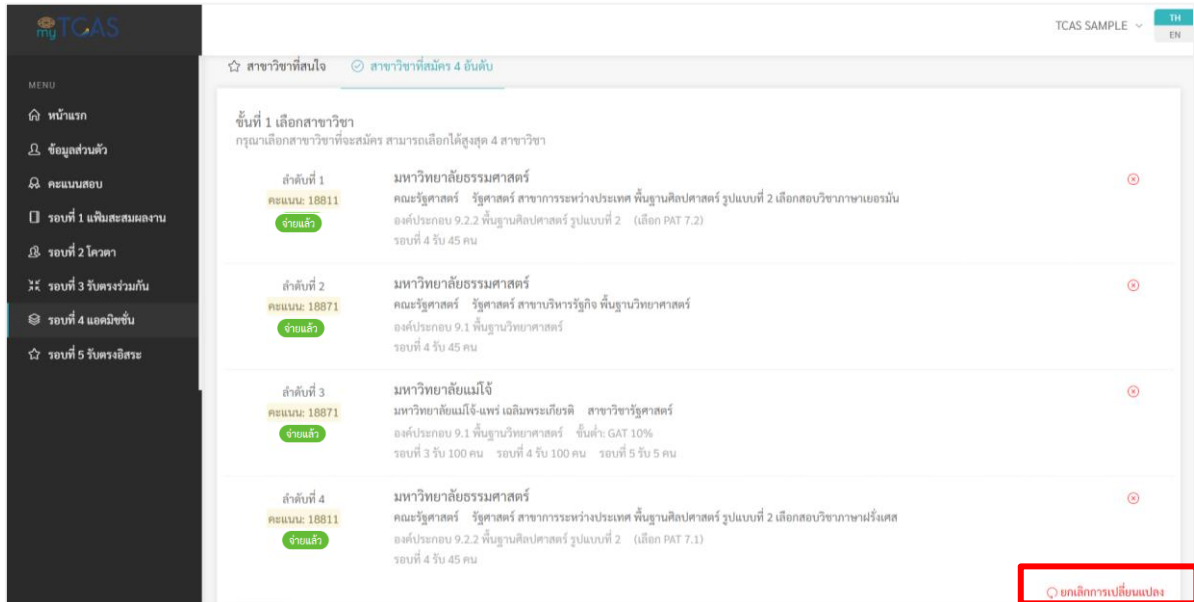 myTCAS
TCAS SAMPLE
TH
EN
MENU
หน้าแรก
ข้อมูลส่วนตัว
คะแนนสอบ
รอบที่ 1 แฟ้มสะสมผลงาน
รอบที่ 2 โควตา
รอบที่ 3 รับตรงร่วมกัน
รอบที่ 4 แอดมิชชั่น
รอบที่ 5 รับตรงอิสระ
สาขาวิชาที่สนใจ สาขาวิชาที่สมัคร 4 อันดับ
ขั้นที่ 1 เลือกสาขาวิชา
กรุณาเลือกสาขาวิชาที่จะสมัคร สามารถเลือกได้สูงสุด 4 สาขาวิชา
ลำดับที่ 1
คะแนน: 18811
จ่ายแล้ว
มหาวิทยาลัยธรรมศาสตร์
คณะรัฐศาสตร์ รัฐศาสตร์ สาขาการระหว่างประเทศ พื้นฐานศิลปศาสตร์ รูปแบบที่ 2 เลือกสอบวิชาภาษาเยอรมัน
องค์ประกอบ 9.2.2 พื้นฐานศิลปศาสตร์ รูปแบบที่ 2 (เลือก PAT 7.2)
รอบที่ 4 รับ 45 คน
ลำดับที่ 2
คะแนน: 18871
จ่ายแล้ว
มหาวิทยาลัยธรรมศาสตร์
คณะรัฐศาสตร์ รัฐศาสตร์ สาขาบริหารรัฐกิจ พื้นฐานวิทยาศาสตร์
องค์ประกอบ 9.1 พื้นฐานวิทยาศาสตร์
รอบที่ 4 รับ 45 คน
ลำดับที่ 3
คะแนน: 18871
จ่ายแล้ว
มหาวิทยาลัยแม่โจ้
มหาวิทยาลัยแม่โจ้-แพร่ เฉลิมพระเกียรติ สาขาวิชารัฐศาสตร์
องค์ประกอบ 9.1 พื้นฐานวิทยาศาสตร์ ขั้นต่ำ: GAT 10%
รอบที่ 3 รับ 100 คน รอบที่ 4 รับ 100 คน รอบที่ 5 รับ 5 คน
ลำดับที่ 4
คะแนน: 18811
จ่ายแล้ว
มหาวิทยาลัยธรรมศาสตร์
คณะรัฐศาสตร์ รัฐศาสตร์ สาขาการระหว่างประเทศ พื้นฐานศิลปศาสตร์ รูปแบบที่ 2 เลือกสอบวิชาภาษาฝรั่งเศส
องค์ประกอบ 9.2.2 พื้นฐานศิลปศาสตร์ รูปแบบที่ 2 (เลือก PAT 7.1)
รอบที่ 4 รับ 45 คน
ยกเลิกการเปลี่ยนแปลง